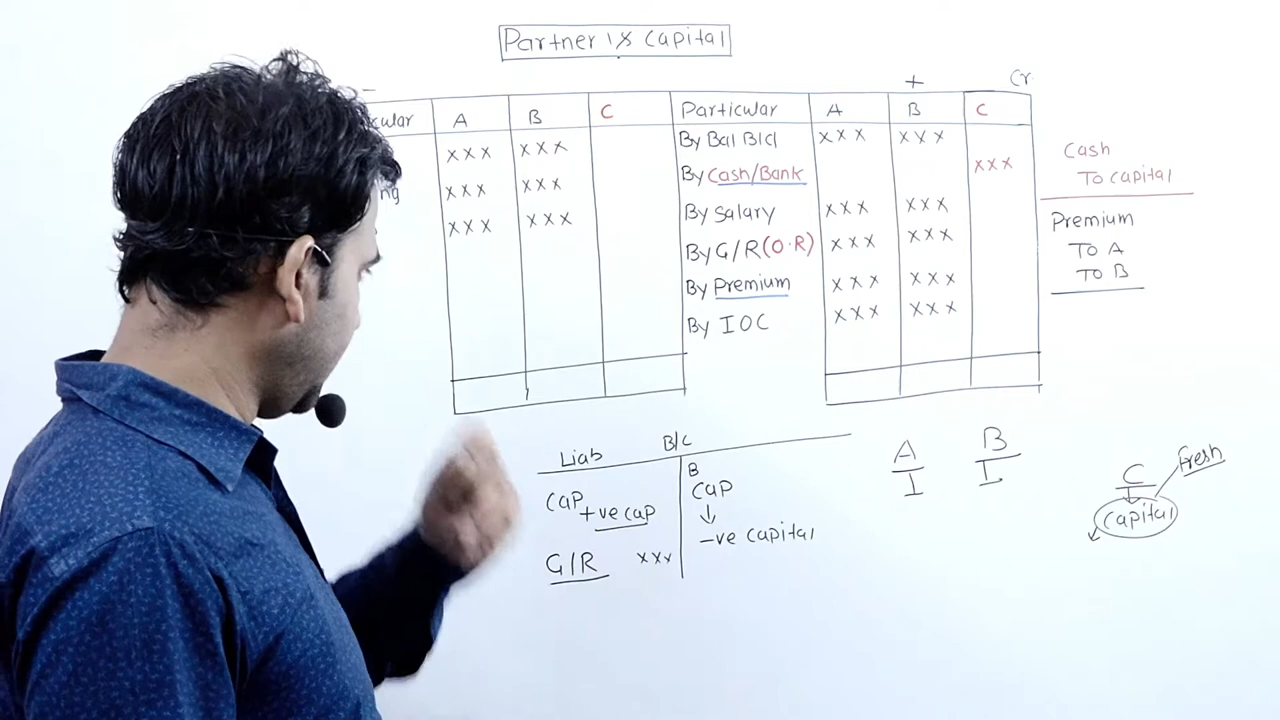 Partner's Capital
- + Cr.
cular A B C Particular A B C
xxx xxx By Bal B/d xxx xxx
ng xxx xxx By Cash/Bank xxx
xxx xxx By Salary xxx xxx
By G/R (O.R) xxx xxx
By Premium xxx xxx
By IOC xxx xxx
Cash
To capital
Premium
To A
To B
Liab B/C
Cap +ve cap
G/R xxx
B
Cap
↓
-ve capital
A
I
B
I
C
Capital
Fresh